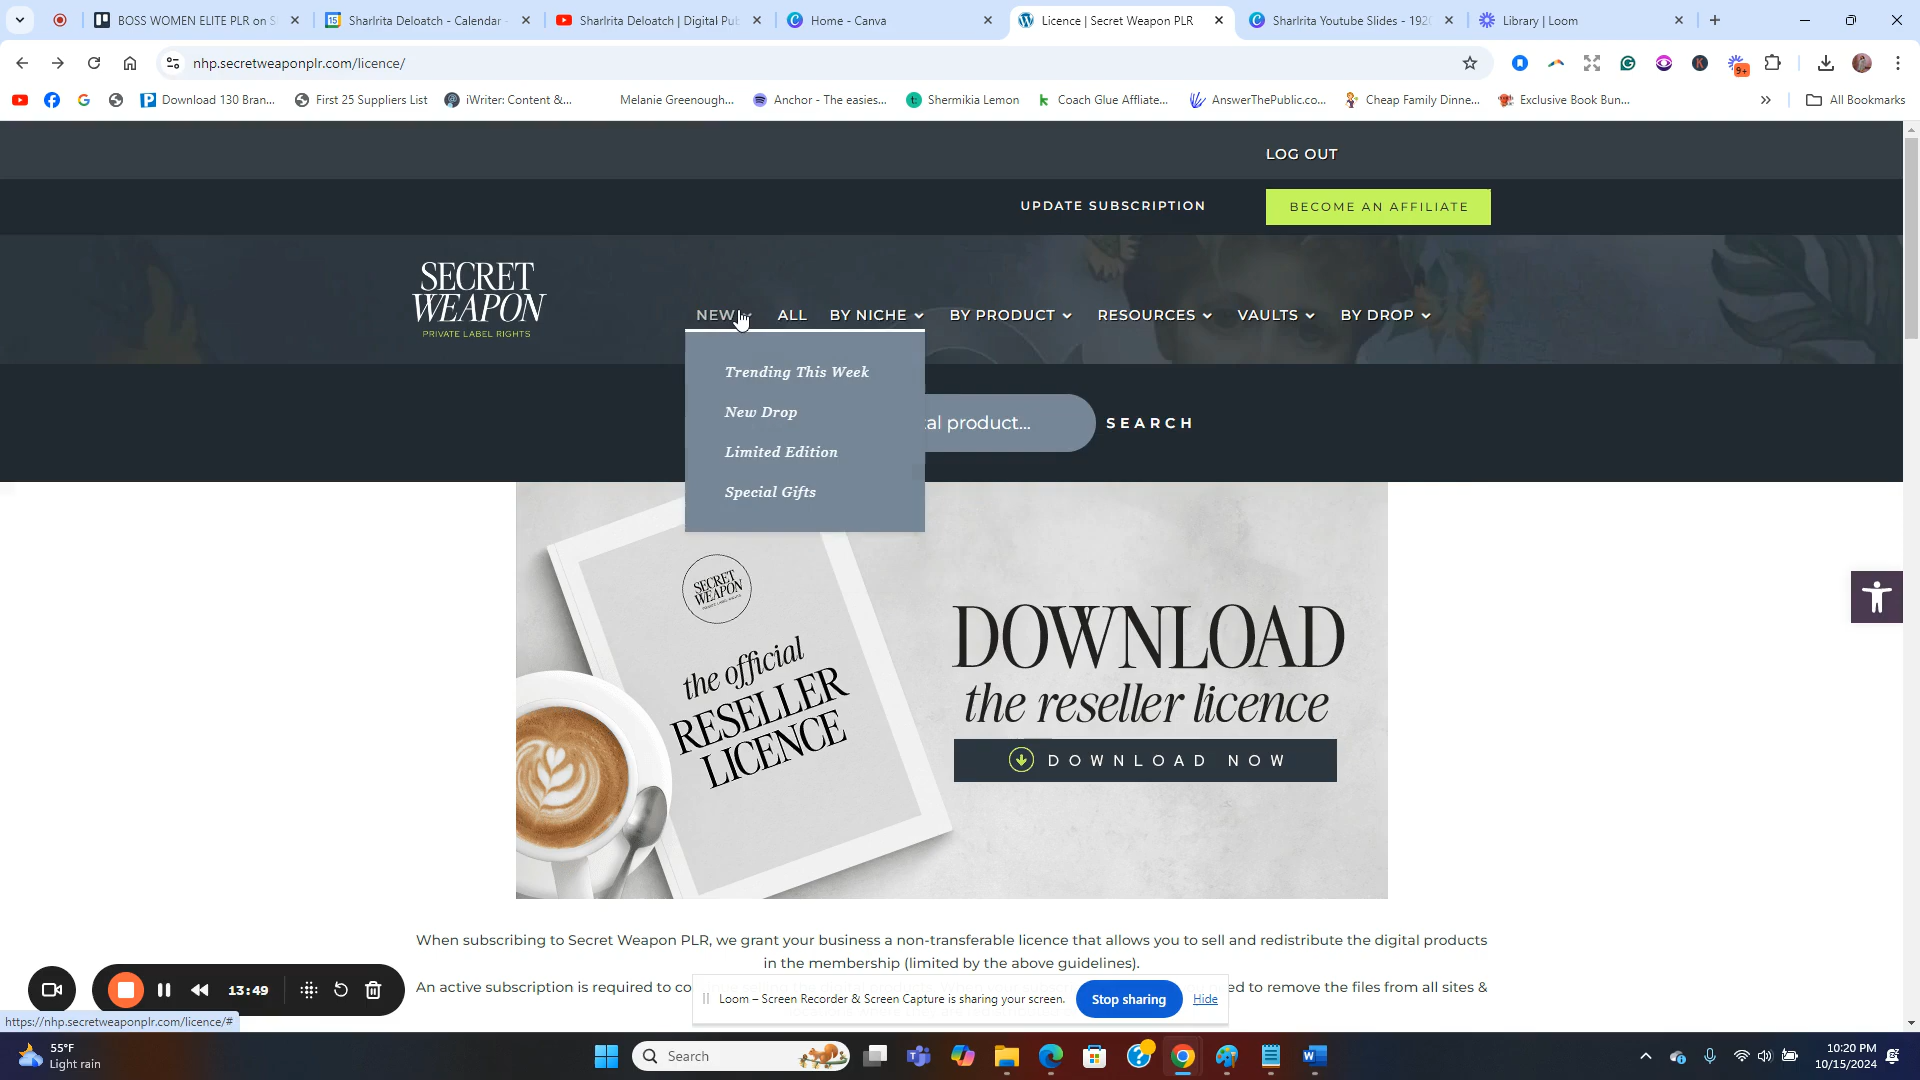 BOSS WOMEN ELITE PLR on S
Sharlrita Deloatch - Calendar -
Sharlrita Deloatch | Digital Pub
Home - Canva
Licence | Secret Weapon PLR
Sharlrita Youtube Slides - 1920
Library | Loom
nhp.secretweaponplr.com/licence/
9+
Download 130 Bran...
First 25 Suppliers List
iWriter: Content &...
Melanie Greenough...
Anchor - The easies...
Shermikia Lemon
Coach Glue Affliate...
AnswerThePublic.co...
Cheap Family Dinne...
Exclusive Book Bun...
All Bookmarks
LOG OUT
UPDATE SUBSCRIPTION
BECOME AN AFFILIATE
SECRET
WEAPON
PRIVATE LABEL RIGHTS
NEW ALL BY NICHE BY PRODUCT RESOURCES VAULTS BY DROP
Trending This Week
New Drop
Limited Edition
Special Gifts
al product...
SEARCH
SECRET
WEAPON
the official
RESELLER
LICENCE
DOWNLOAD
the reseller licence
DOWNLOAD NOW
When subscribing to Secret Weapon PLR, we grant your business a non-transferable licence that allows you to sell and redistribute the digital products
in the membership (limited by the above guidelines).
An active subscription is required to co
ed to remove the files from all sites &
13:49
Loom – Screen Recorder & Screen Capture is sharing your screen.
Stop sharing
Hide
https://nhp.secretweaponplr.com/licence/#
55°F
Light rain
Search
10:20 PM
10/15/2024